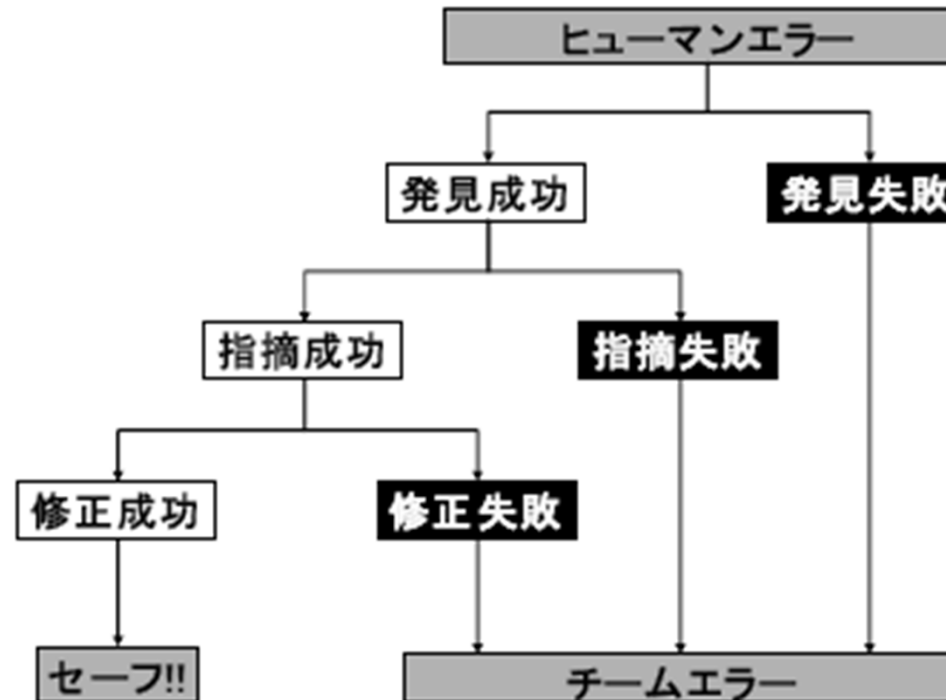 ヒューマンエラー
発見成功
発見失敗
指摘成功
指摘失敗
修正成功
修正失敗
セーフ!!
チームエラー